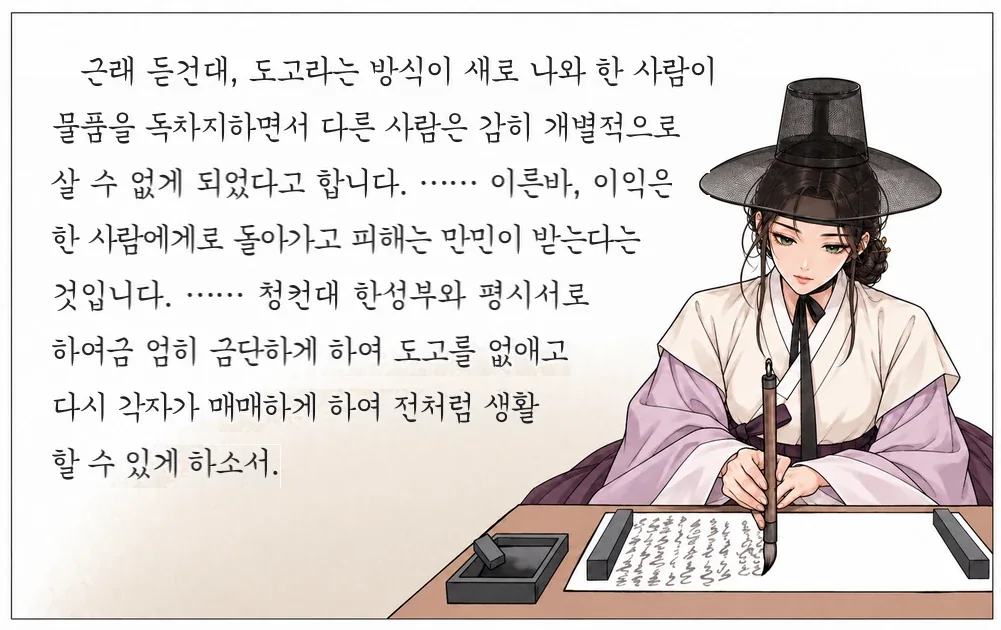 근래 듣건대, 도고라는 방식이 새로 나와 한 사람이
물품을 독차지하면서 다른 사람은 감히 개별적으로
살 수 없게 되었다고 합니다. …… 이른바, 이익은
한 사람에게로 돌아가고 피해는 만민이 받는다는
것입니다. …… 청컨대 한성부와 평시서로
하여금 엄히 금단하게 하여 도고를 없애고
다시 각자가 매매하게 하여 전처럼 생활
할 수 있게 하소서.